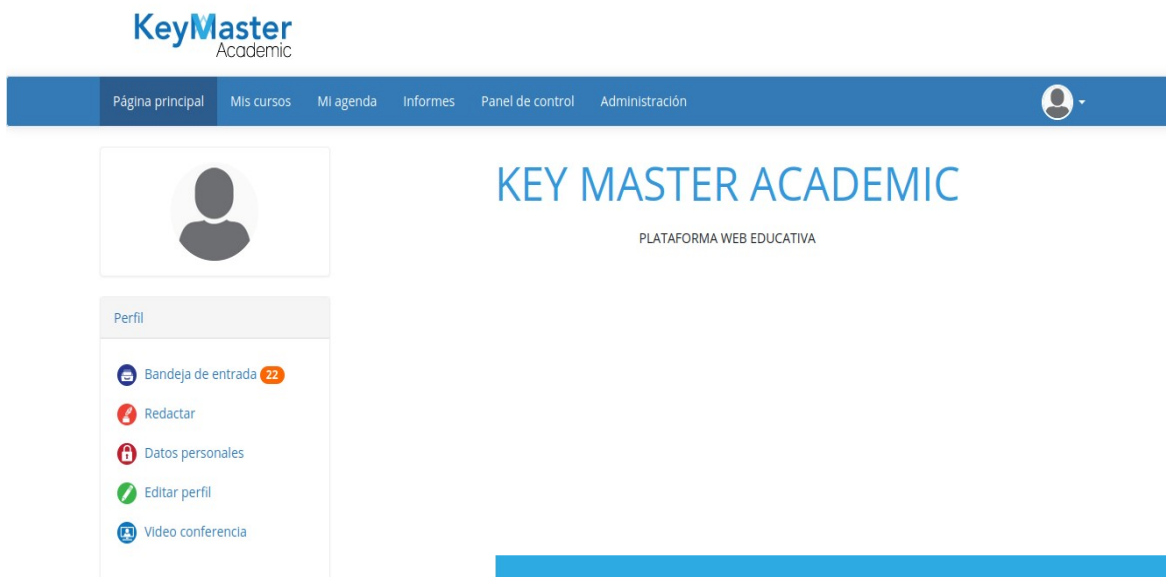 KeyMaster
Academic
Página principal Mis cursos Mi agenda Informes Panel de control Administración
KEY MASTER ACADEMIC
PLATAFORMA WEB EDUCATIVA
Perfil
Bandeja de entrada 22
Redactar
Datos personales
Editar perfil
Video conferencia